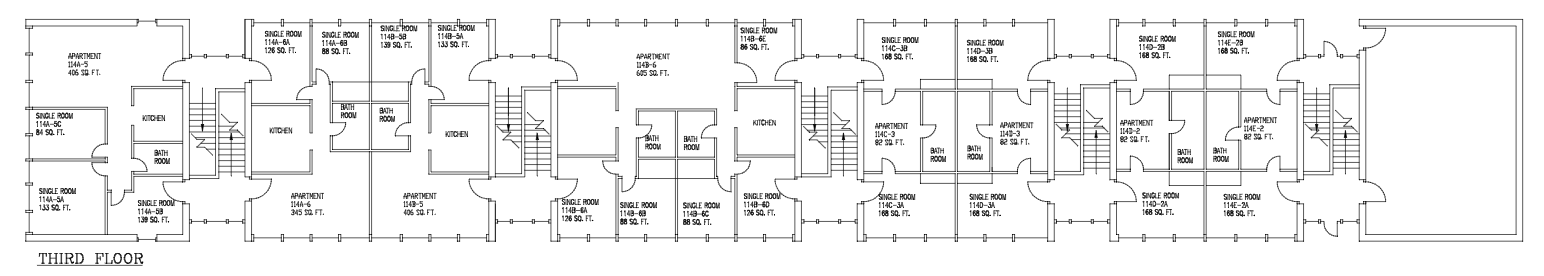 APARTMENT
114A-5
406 SQ. FT.
SINGLE ROOM
114A-6A
126 SQ. FT.
SINGLE ROOM
114A-6B
88 SQ. FT.
SINGLE ROOM
114B-5B
139 SQ. FT.
SINGLE ROOM
114B-5A
133 SQ. FT.
APARTMENT
114B-6
605 SQ. FT.
SINGLE ROOM
114B-6E
86 SQ. FT.
SINGLE ROOM
114C-3B
168 SQ. FT.
SINGLE ROOM
114D-3B
168 SQ. FT.
SINGLE ROOM
114D-2B
168 SQ. FT.
SINGLE ROOM
114E-2B
168 SQ. FT.
SINGLE ROOM
114A-5C
84 SQ. FT.
KITCHEN
BATH
ROOM
KITCHEN
BATH
ROOM
BATH
ROOM
KITCHEN
BATH
ROOM
BATH
ROOM
KITCHEN
APARTMENT
114C-3
82 SQ. FT.
BATH
ROOM
BATH
ROOM
APARTMENT
114D-3
82 SQ. FT.
APARTMENT
114D-2
82 SQ. FT.
BATH
ROOM
BATH
ROOM
APARTMENT
114E-2
82 SQ. FT.
SINGLE ROOM
114A-5A
133 SQ. FT.
SINGLE ROOM
114A-5B
139 SQ. FT.
APARTMENT
114A-6
345 SQ. FT.
APARTMENT
114B-5
406 SQ. FT.
SINGLE ROOM
114B-6A
126 SQ. FT.
SINGLE ROOM
114B-6B
88 SQ. FT.
SINGLE ROOM
114B-6C
88 SQ. FT.
SINGLE ROOM
114B-6D
126 SQ. FT.
SINGLE ROOM
114C-3A
168 SQ. FT.
SINGLE ROOM
114D-3A
168 SQ. FT.
SINGLE ROOM
114D-2A
168 SQ. FT.
SINGLE ROOM
114E-2A
168 SQ. FT.
THIRD FLOOR